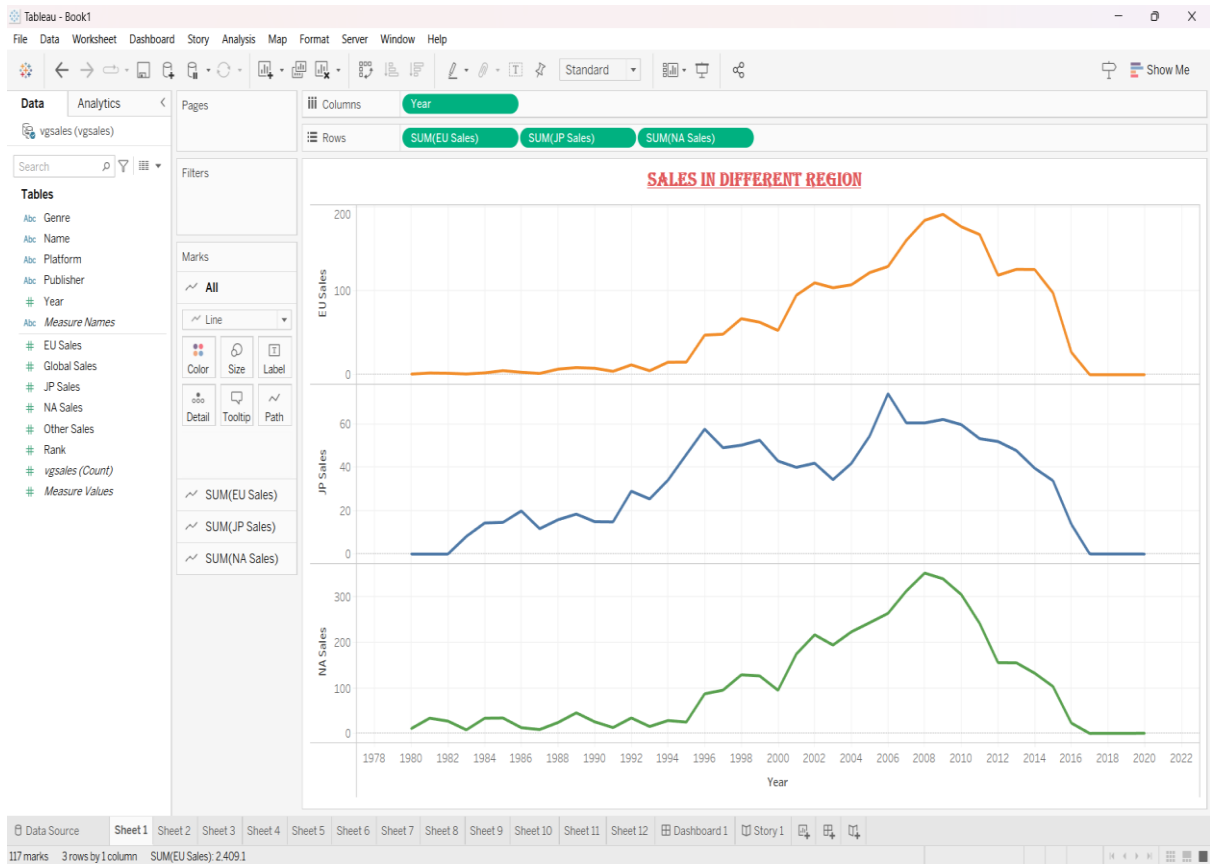 Tableau - Book1
File Data Worksheet Dashboard Story Analysis Map Format Server Window Help
Standard
Show Me
Data Analytics
Pages
iii Columns Year
vgsales (vgsales)
Rows SUM(EU Sales) SUM(JP Sales) SUM(NA Sales)
Search
Filters
SALES IN DIFFERENT REGION
Tables
Abc Genre
Abc Name
Abc Platform
Abc Publisher
# Year
Abc Measure Names
# EU Sales
# Global Sales
# JP Sales
# NA Sales
# Other Sales
# Rank
# vgsales (Count)
# Measure Values
Marks
All
Line
Color Size Label
Detail Tooltip Path
SUM(EU Sales)
SUM(JP Sales)
SUM(NA Sales)
EU Sales
200
100
0
JP Sales
60
40
20
0
NA Sales
300
200
100
0
1978 1980 1982 1984 1986 1988 1990 1992 1994 1996 1998 2000 2002 2004 2006 2008 2010 2012 2014 2016 2018 2020 2022
Year
Data Source Sheet 1 Sheet 2 Sheet 3 Sheet 4 Sheet 5 Sheet 6 Sheet 7 Sheet 8 Sheet 9 Sheet 10 Sheet 11 Sheet 12 Dashboard 1 Story 1
117 marks 3 rows by 1 column SUM(EU Sales): 2,409.1